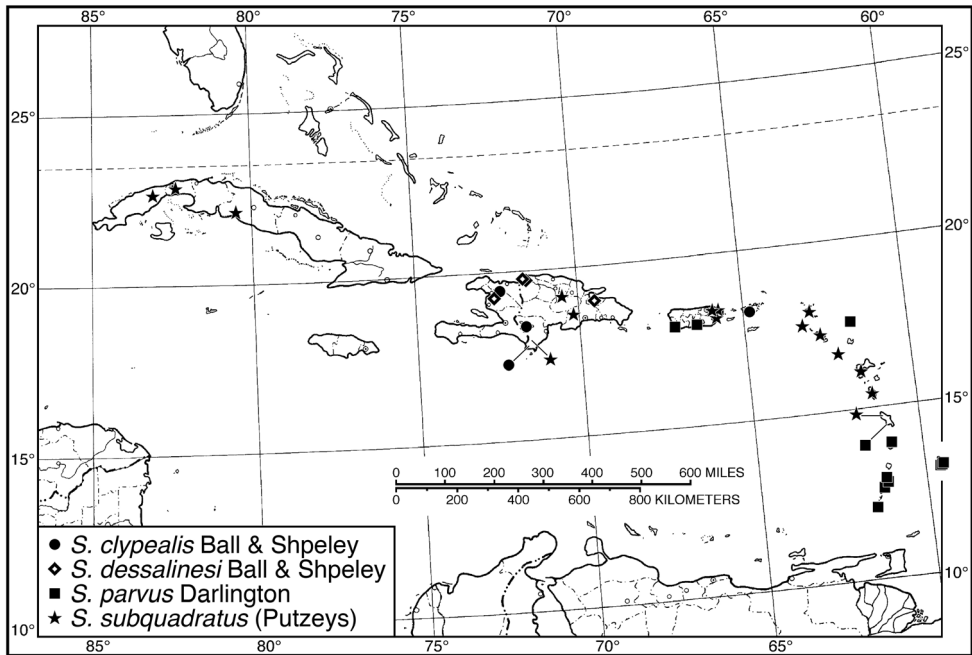 85° 80° 75° 70° 65° 60°
25°
25°
20°
20°
15°
15°
0 100 200 300 400 500 600 MILES
0 200 400 600 800 KILOMETERS
S. clypealis Ball & Shpeley
S. dessalinesi Ball & Shpeley
S. parvus Darlington
S. subquadratus (Putzeys)
10°
10°
85° 80° 75° 70° 65° 60°